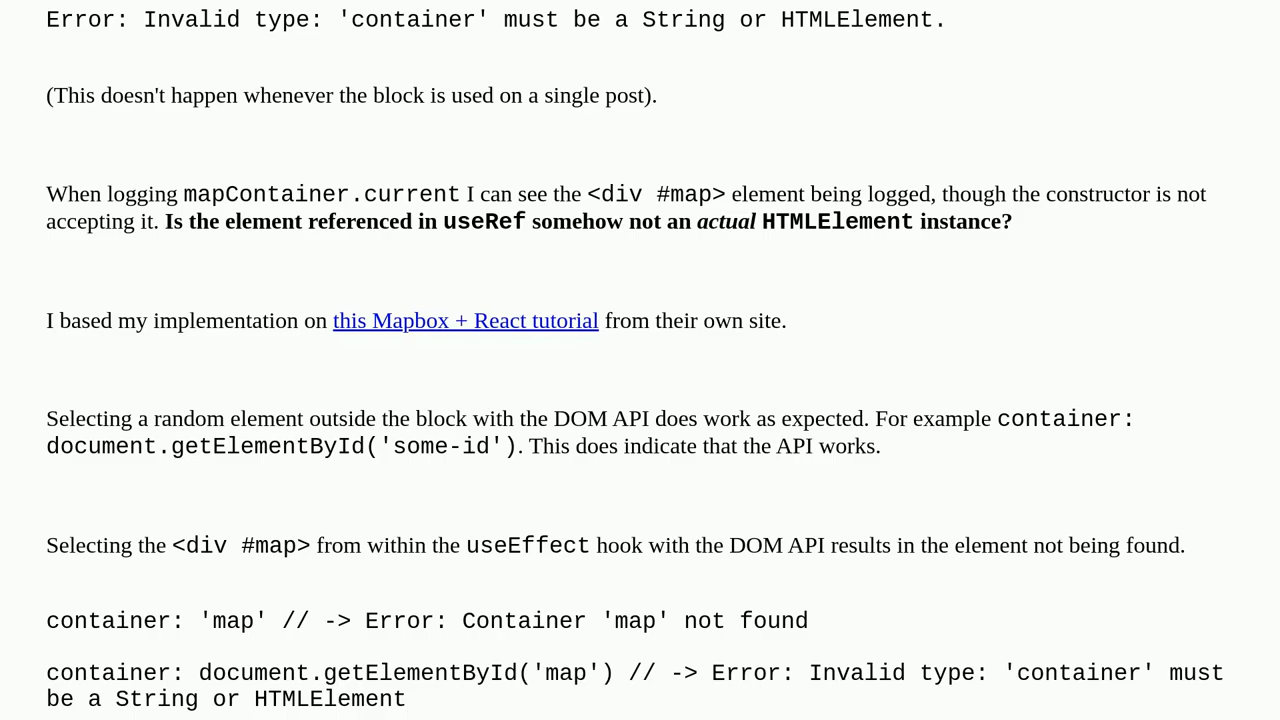 Error: Invalid type: 'container' must be a String or HTMLElement.
(This doesn't happen whenever the block is used on a single post).
When logging mapContainer.current I can see the <div #map> element being logged, though the constructor is not
accepting it. Is the element referenced in useRef somehow not an actual HTMLElement instance?
I based my implementation on this Mapbox + React tutorial from their own site.
Selecting a random element outside the block with the DOM API does work as expected. For example container:
document.getElementById('some-id'). This does indicate that the API works.
Selecting the <div #map> from within the useEffect hook with the DOM API results in the element not being found.
container: 'map' // -> Error: Container 'map' not found
container: document.getElementById('map') // -> Error: Invalid type: 'container' must
be a String or HTMLElement